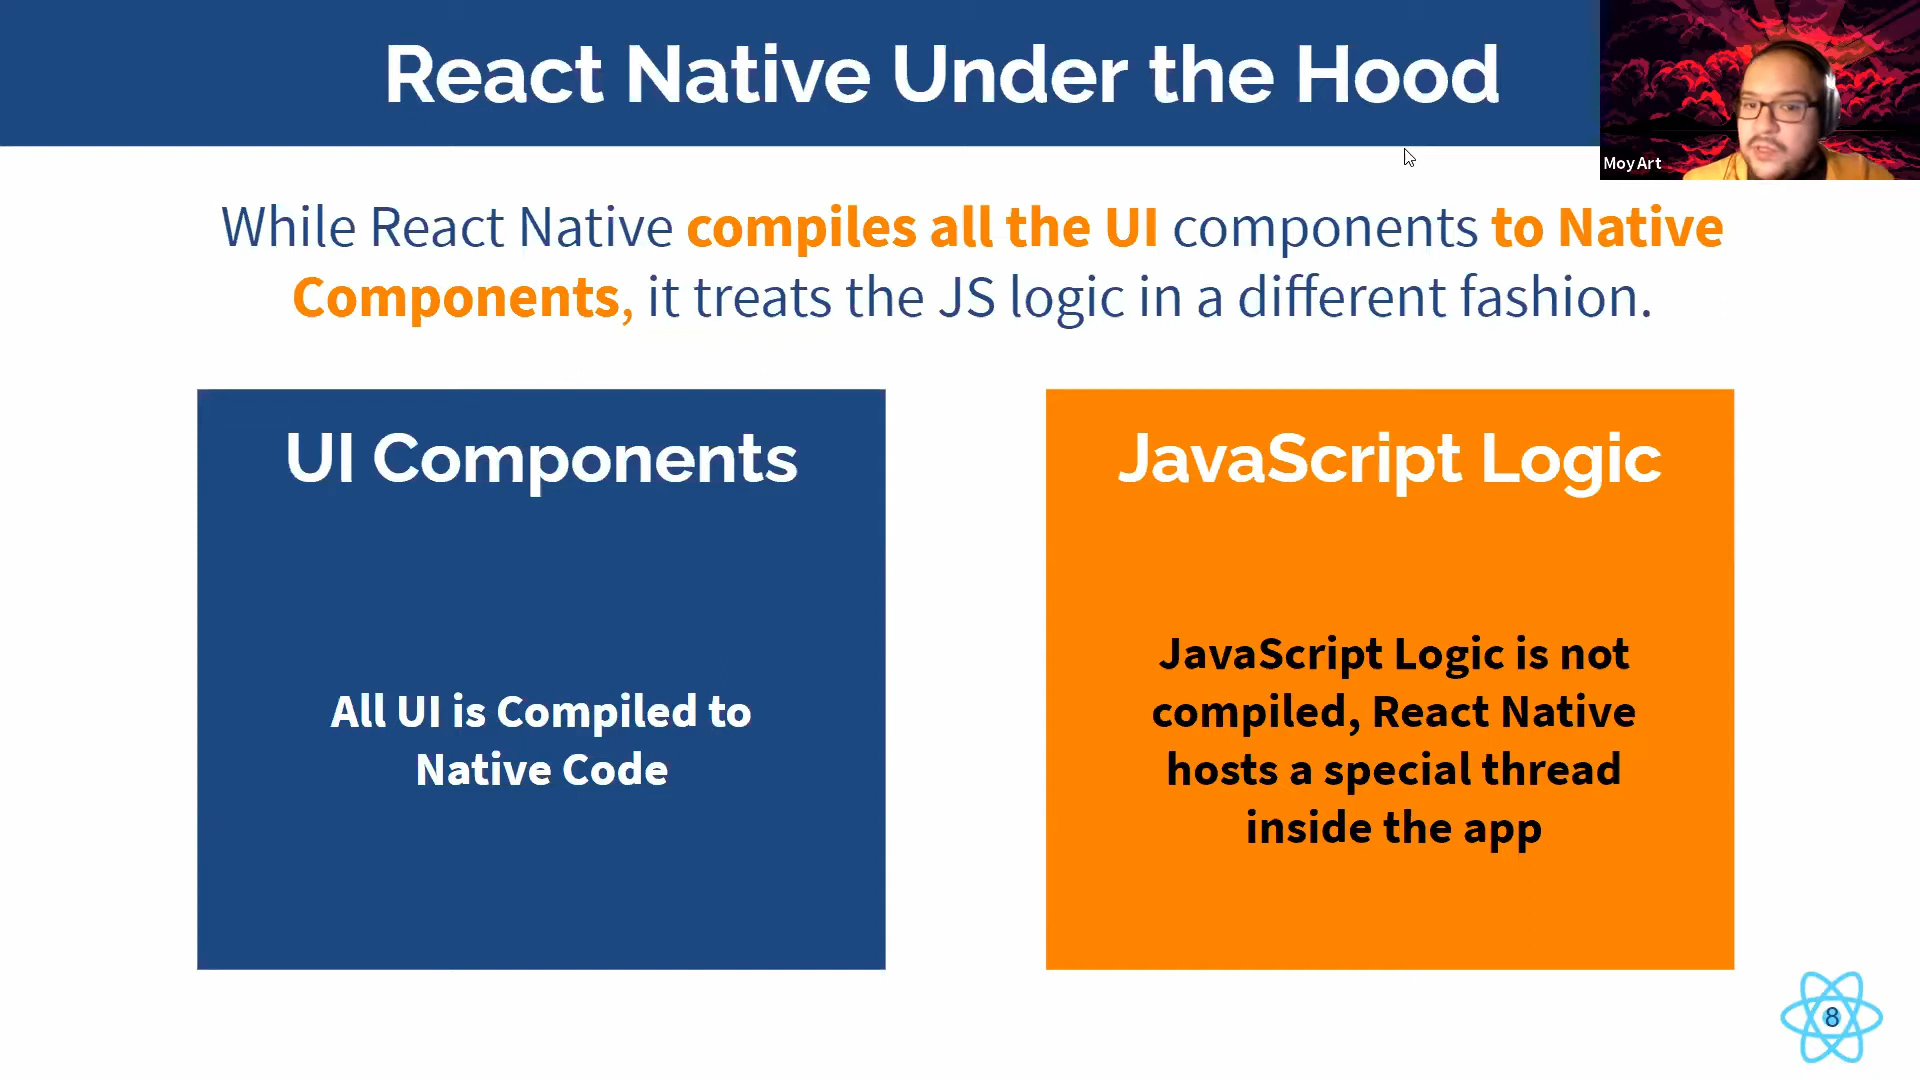 React Native Under the Hood
Moy Art
While React Native compiles all the UI components to Native
Components, it treats the JS logic in a different fashion.
UI Components
All UI is Compiled to
Native Code
JavaScript Logic
JavaScript Logic is not
compiled, React Native
hosts a special thread
inside the app
8